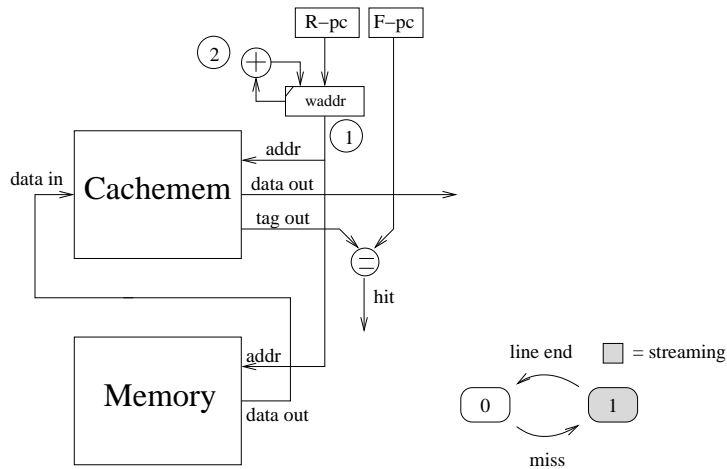 R–pc
F–pc
2
+
waddr
1
addr
data in
Cachemem
data out
tag out
=
hit
addr
line end
= streaming
Memory
data out
0
1
miss